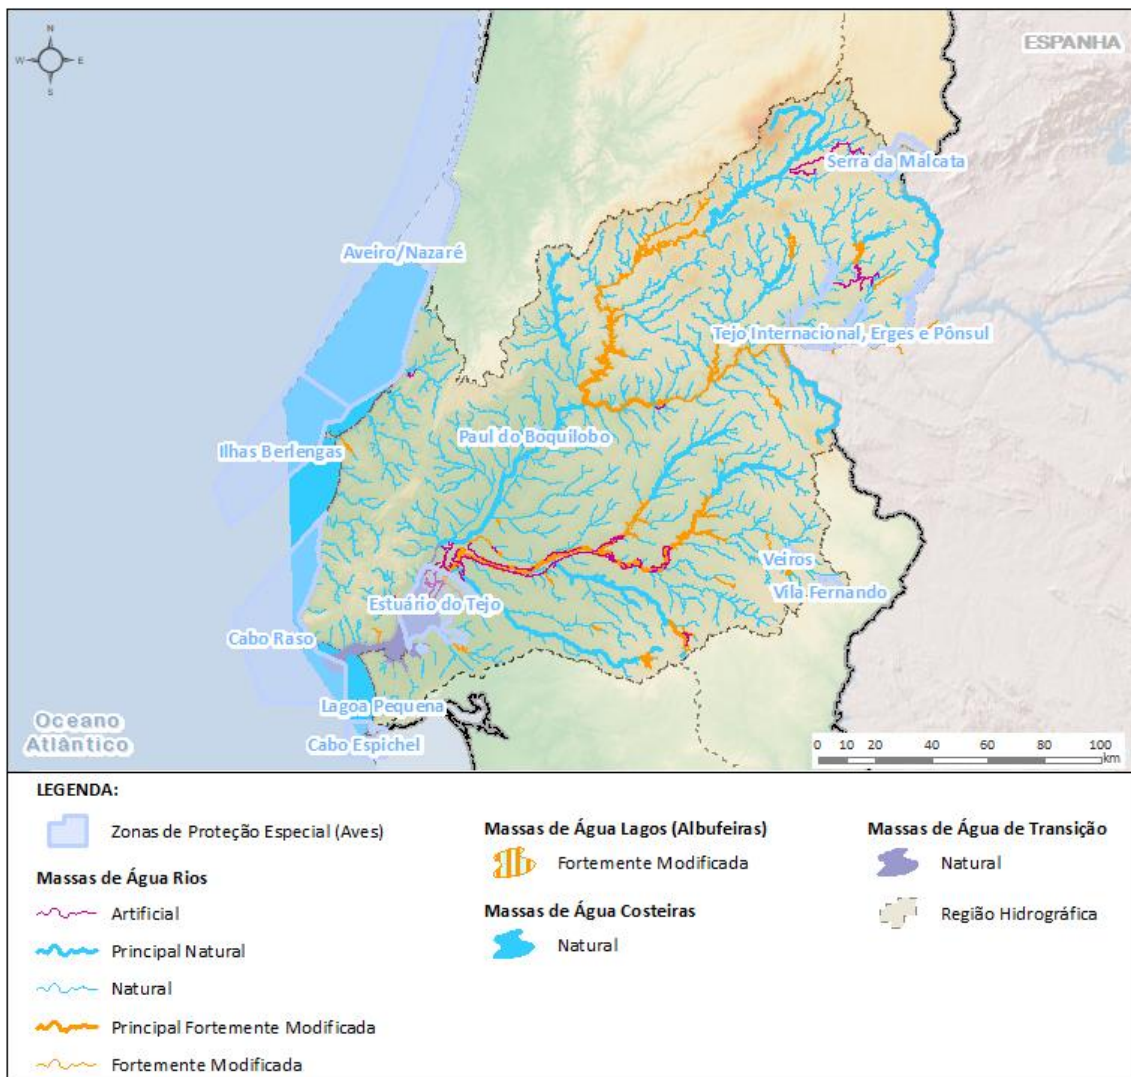 N
W
E
S
ESPANHA
Serra da Malcata
Aveiro/Nazaré
Tejo Internacional, Erges e Pônsul
Paul do Boquilobo
Ilhas Berlengas
Veiros
Vila Fernando
Estuário do Tejo
Cabo Raso
Lagoa Pequena
Oceano
Atlântico
Cabo Espichel
0 10 20 40 60 80 100
km
LEGENDA:
Zonas de Proteção Especial (Aves)
Massas de Água Rios
Artificial
Principal Natural
Natural
Principal Fortemente Modificada
Fortemente Modificada
Massas de Água Lagos (Albufeiras)
Fortemente Modificada
Massas de Água Costeiras
Natural
Massas de Água de Transição
Natural
Região Hidrográfica